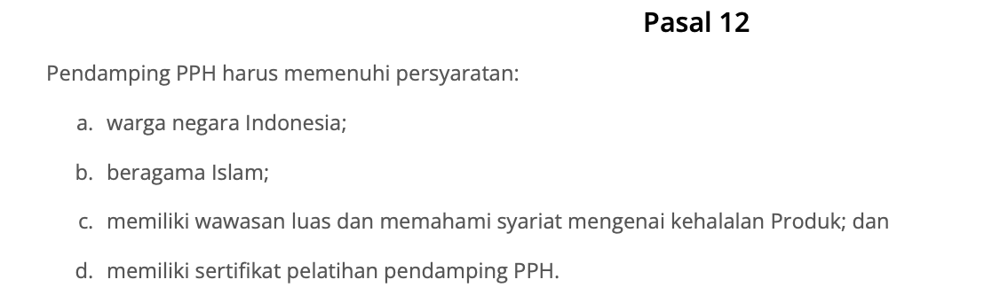 Pasal 12
Pendamping PPH harus memenuhi persyaratan:
a. warga negara Indonesia;
b. beragama Islam;
c. memiliki wawasan luas dan memahami syariat mengenai kehalalan Produk; dan
d. memiliki sertifikat pelatihan pendamping PPH.